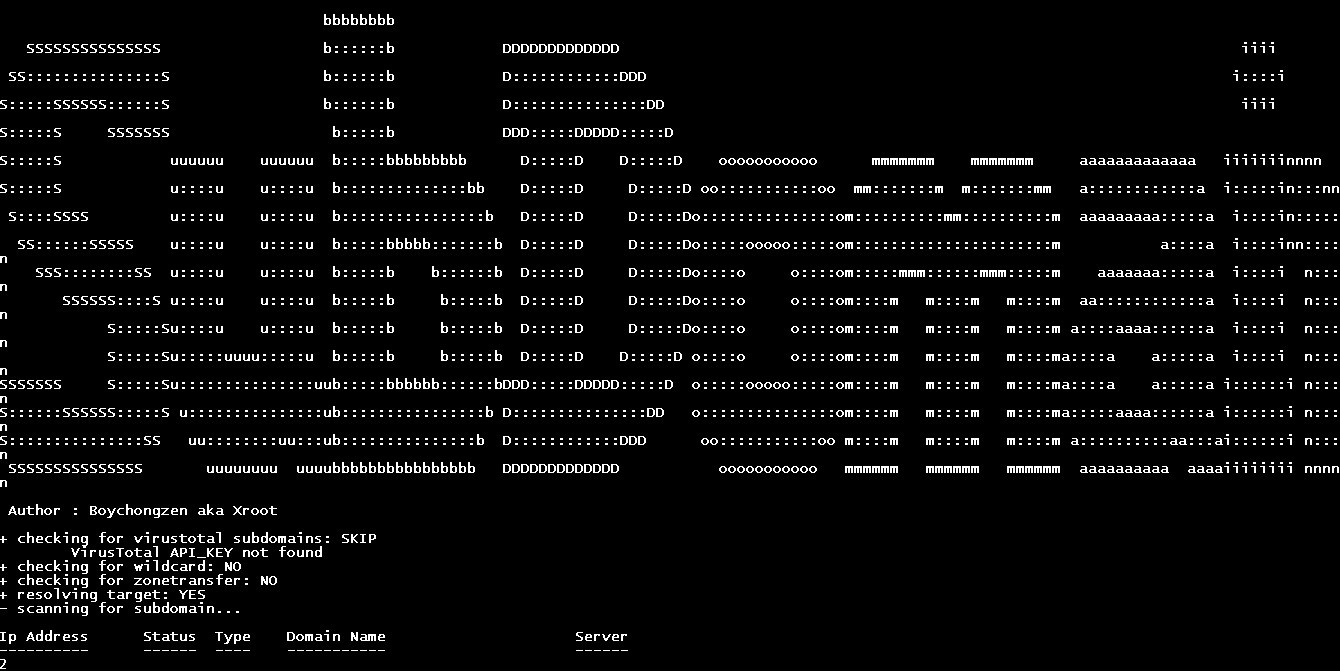 bbbbbbbb
   SSSSSSSSSSSSSSS                  b::::::b            DDDDDDDDDDDDD                                                                     iiii
 SS:::::::::::::::S                 b::::::b            D::::::::::::DDD                                                                 i::::i
S:::::SSSSSS::::::S                 b::::::b            D:::::::::::::::DD                                                                iiii
S:::::S     SSSSSSS                  b:::::b            DDD:::::DDDDD:::::D
S:::::S            uuuuuu    uuuuuu  b:::::bbbbbbbbb      D:::::D    D:::::D    ooooooooooo      mmmmmmm    mmmmmmm     aaaaaaaaaaaaa   iiiiiiinnnn
S:::::S            u::::u    u::::u  b::::::::::::::bb    D:::::D     D:::::D oo:::::::::::oo  mm:::::::m  m:::::::mm   a::::::::::::a  i:::::in:::nn
 S::::SSSS         u::::u    u::::u  b::::::::::::::::b   D:::::D     D:::::Do:::::::::::::::om::::::::::mm::::::::::m  aaaaaaaaa:::::a  i::::in:::::
  SS::::::SSSSS    u::::u    u::::u  b:::::bbbbb:::::::b  D:::::D     D:::::Do:::::ooooo:::::om::::::::::::::::::::::m           a::::a  i::::inn::::
n
    SSS::::::::SS  u::::u    u::::u  b:::::b    b::::::b  D:::::D     D:::::Do::::o     o::::om:::::mmm::::::mmm:::::m    aaaaaaa:::::a  i::::i  n:::
n
       SSSSSS::::S u::::u    u::::u  b:::::b     b:::::b  D:::::D     D:::::Do::::o     o::::om::::m   m::::m   m::::m  aa::::::::::::a  i::::i  n:::
n
            S:::::Su::::u    u::::u  b:::::b     b:::::b  D:::::D     D:::::Do::::o     o::::om::::m   m::::m   m::::m a::::aaaa::::::a  i::::i  n:::
n
            S:::::Su:::::uuuu:::::u  b:::::b     b:::::b  D:::::D    D:::::D o::::o     o::::om::::m   m::::m   m::::ma::::a    a:::::a  i::::i  n:::
n
SSSSSSS     S:::::Su:::::::::::::::uub:::::bbbbbb::::::bDDD:::::DDDDD:::::D  o:::::ooooo:::::om::::m   m::::m   m::::ma::::a    a:::::a i::::::i n:::
n
S::::::SSSSSS:::::S u:::::::::::::::ub::::::::::::::::b D:::::::::::::::DD   o:::::::::::::::om::::m   m::::m   m::::ma:::::aaaa::::::a i::::::i n:::
n
S:::::::::::::::SS   uu::::::::uu:::ub:::::::::::::::b  D::::::::::::DDD      oo:::::::::::oo m::::m   m::::m   m::::m a::::::::::aa:::ai::::::i n:::
n
 SSSSSSSSSSSSSSS       uuuuuuuu  uuuubbbbbbbbbbbbbbbb   DDDDDDDDDDDDD           ooooooooooo   mmmmmm   mmmmmm   mmmmmm  aaaaaaaaaa  aaaaiiiiiiii nnnn
n
Author : Boychongzen aka Xroot
+ checking for virustotal subdomains: SKIP
VirusTotal API_KEY not found
+ checking for wildcard: NO
+ checking for zonetransfer: NO
+ resolving target: YES
- scanning for subdomain...
Ip Address      Status  Type    Domain Name                     Server
----------      ------  ----    -----------                     ------
2